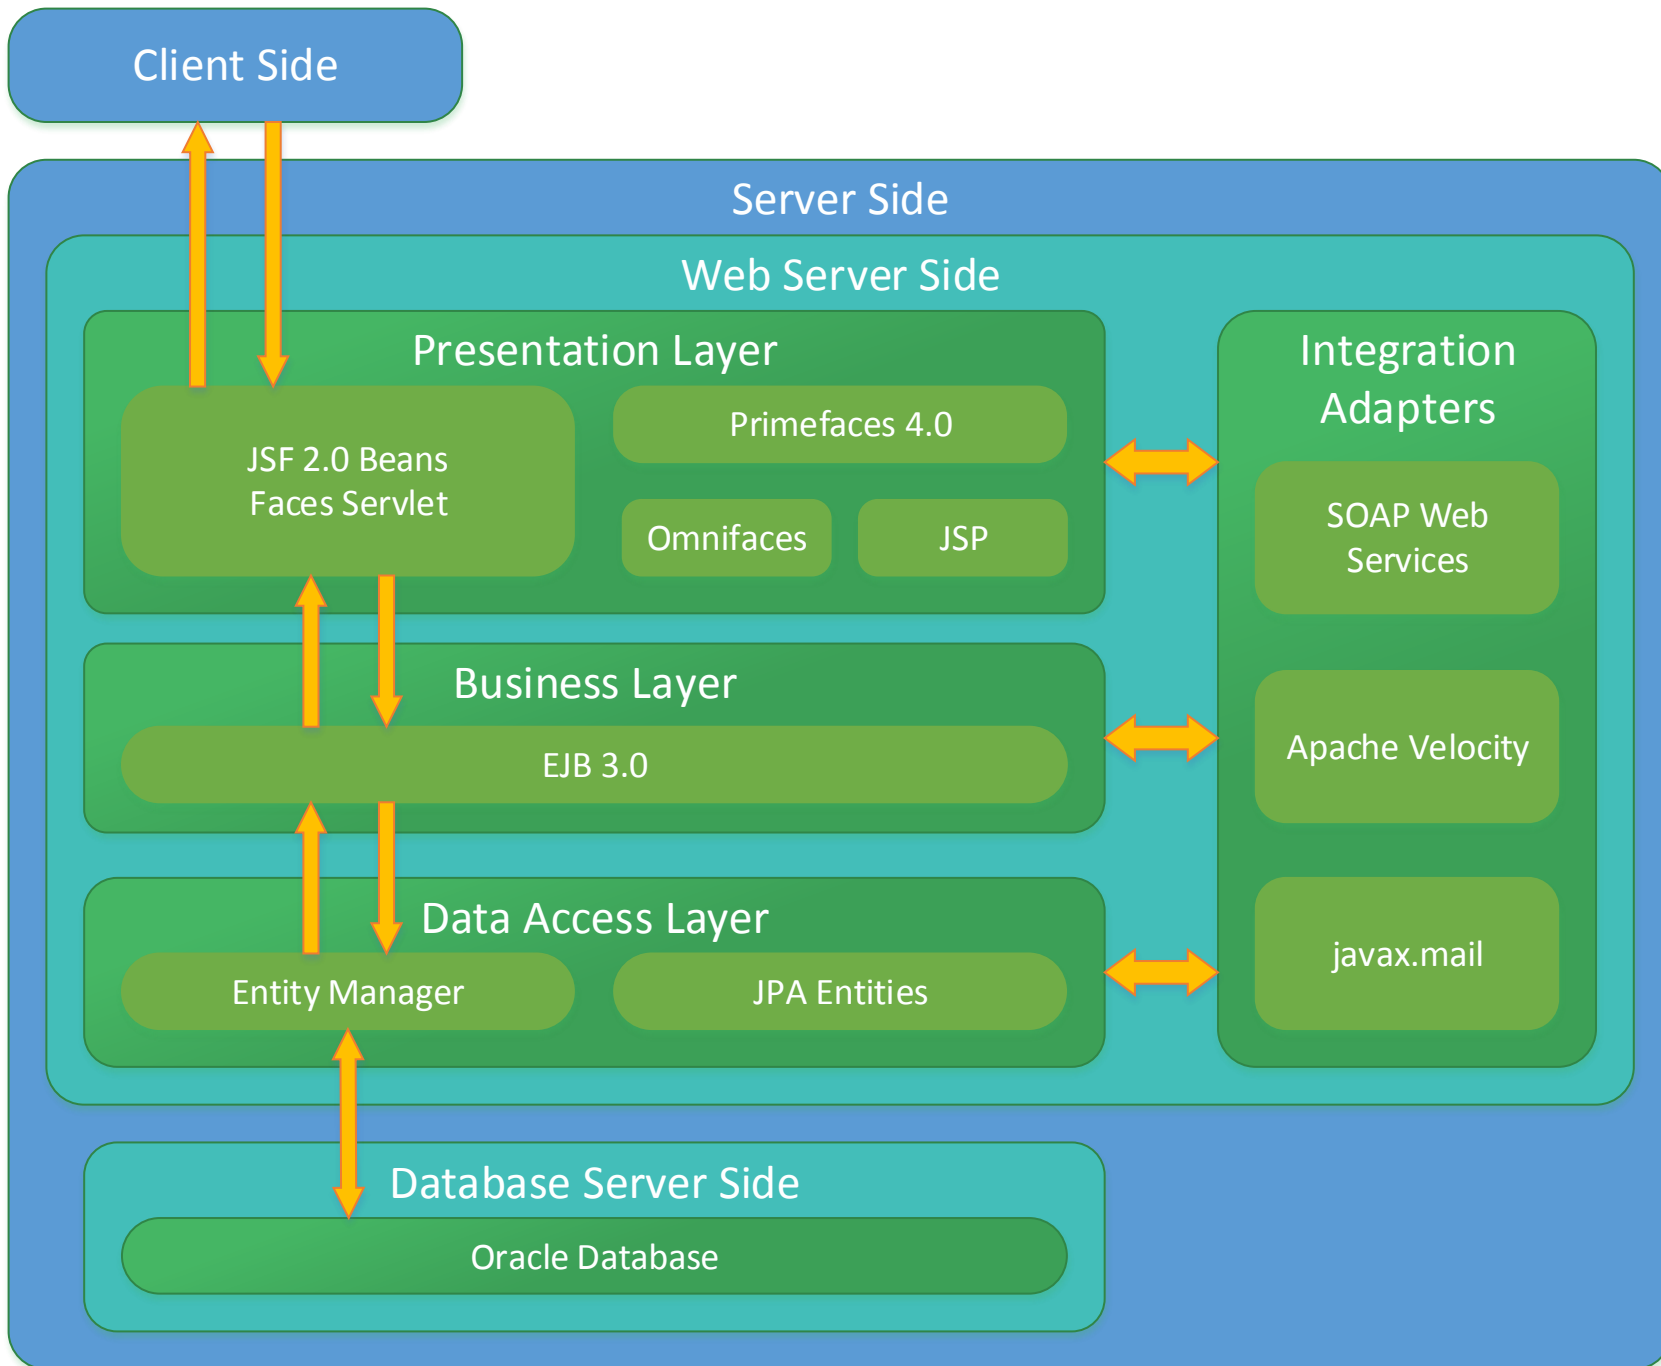 Client Side
Server Side
Web Server Side
Presentation Layer
JSF 2.0 Beans
Faces Servlet
Primefaces 4.0
Omnifaces
JSP
Integration
Adapters
SOAP Web
Services
Apache Velocity
javax.mail
Business Layer
EJB 3.0
Data Access Layer
Entity Manager
JPA Entities
Database Server Side
Oracle Database